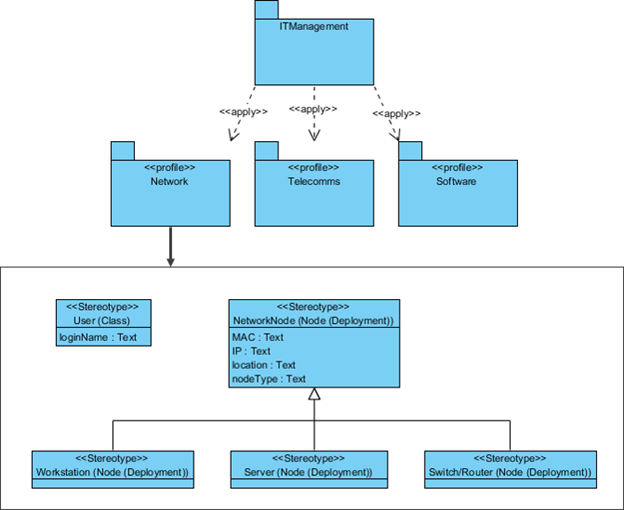 ITManagement
<<apply>>
<<apply>>
<<apply>>
<<profile>>
Network
<<profile>>
Telecomms
<<profile>>
Software
<<Stereotype>>
User (Class)
loginName : Text
<<Stereotype>>
NetworkNode (Node (Deployment))
MAC : Text
IP : Text
location : Text
nodeType : Text
<<Stereotype>>
Workstation (Node (Deployment))
<<Stereotype>>
Server (Node (Deployment))
<<Stereotype>>
Switch/Router (Node (Deployment))